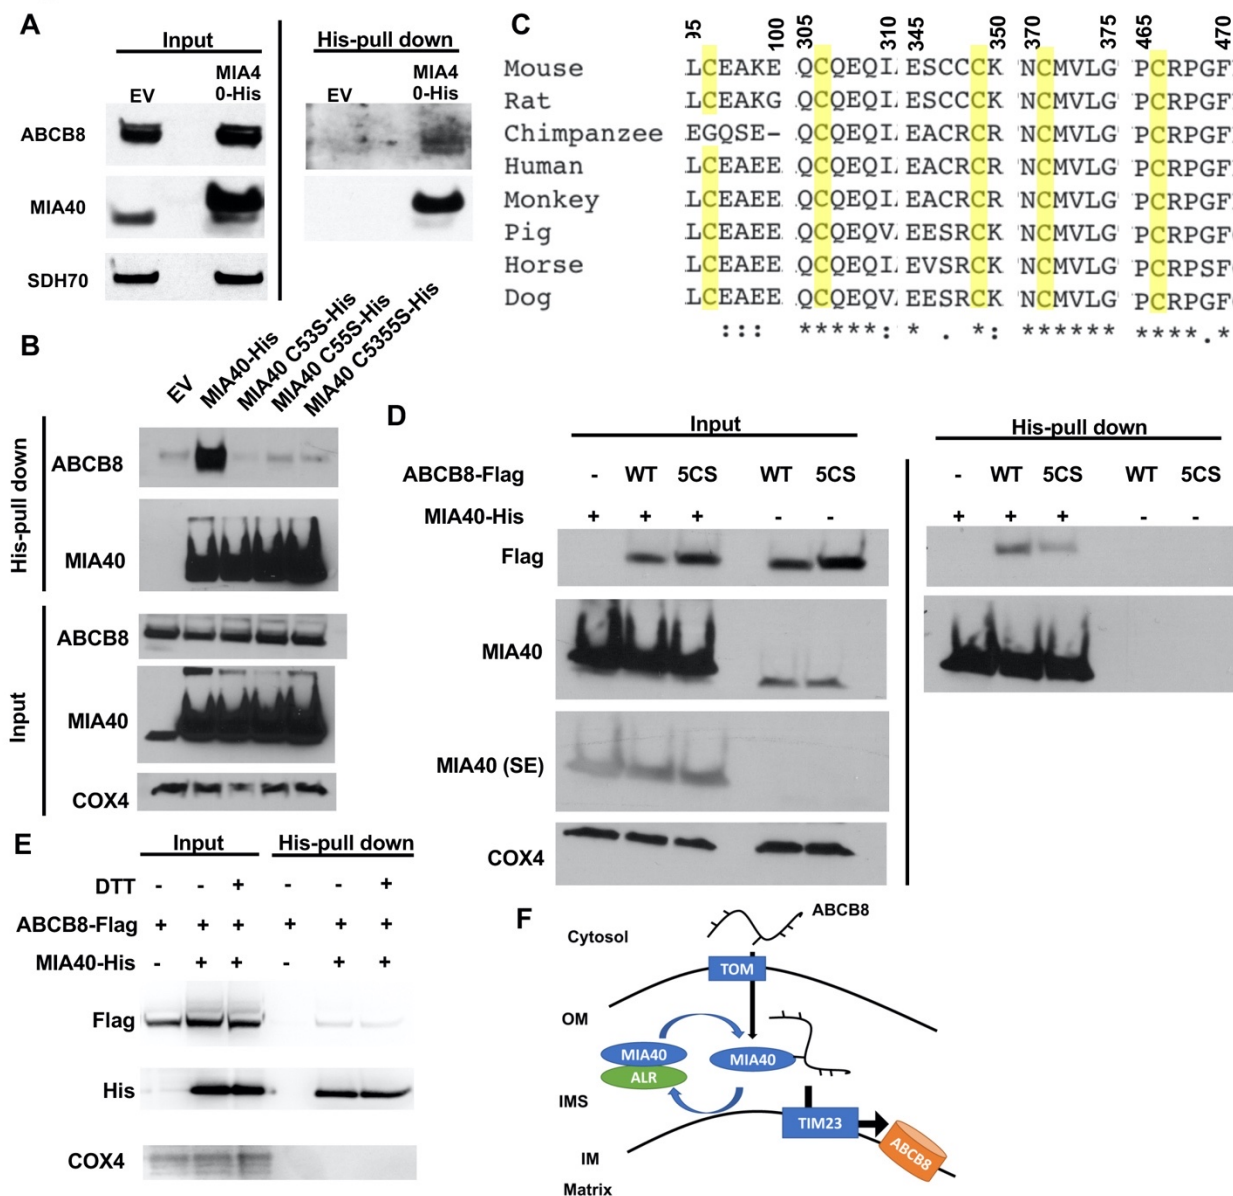 A
Input
His-pull down
EV
MIA4
0-His
EV
MIA4
0-His
ABCB8
MIA40
SDH70
B
EV
MIA40-His
MIA40 C53S-His
MIA40 C55S-His
MIA40 C5355S-His
His-pull down
ABCB8
MIA40
Input
ABCB8
MIA40
COX4
C
95 100 305 310 345 350 370 375 465 470
Mouse LCEAKE QCQEQI ESCCCK NCMVLG PCRPGF
Rat LCEAKG QCQEQI ESCCCK NCMVLG PCRPGF
Chimpanzee EGQSE- QCQEQI EACRCR NCMVLG PCRPGF
Human LCEAEE QCQEQI EACRCR NCMVLG PCRPGF
Monkey LCEAEE QCQEQI EACRCR NCMVLG PCRPGF
Pig LCEAEE QCQEQV EESRCK NCMVLG PCRPGF
Horse LCEAEE QCQEQI EVSRCK NCMVLG PCRPSF
Dog LCEAEE QCQEQV EESRCK NCMVLG PCRPGF
::: *****: * . *: ****** ****.*
D
Input
His-pull down
ABCB8-Flag - WT 5CS WT 5CS - WT 5CS WT 5CS
MIA40-His + + + - - + + + - -
Flag
MIA40
MIA40 (SE)
COX4
E
Input His-pull down
DTT - - + - - +
ABCB8-Flag + + + + + +
MIA40-His - + + - + +
Flag
His
COX4
F
ABCB8
Cytosol
TOM
OM
MIA40
ALR
MIA40
IMS
TIM23
ABCB8
IM
Matrix